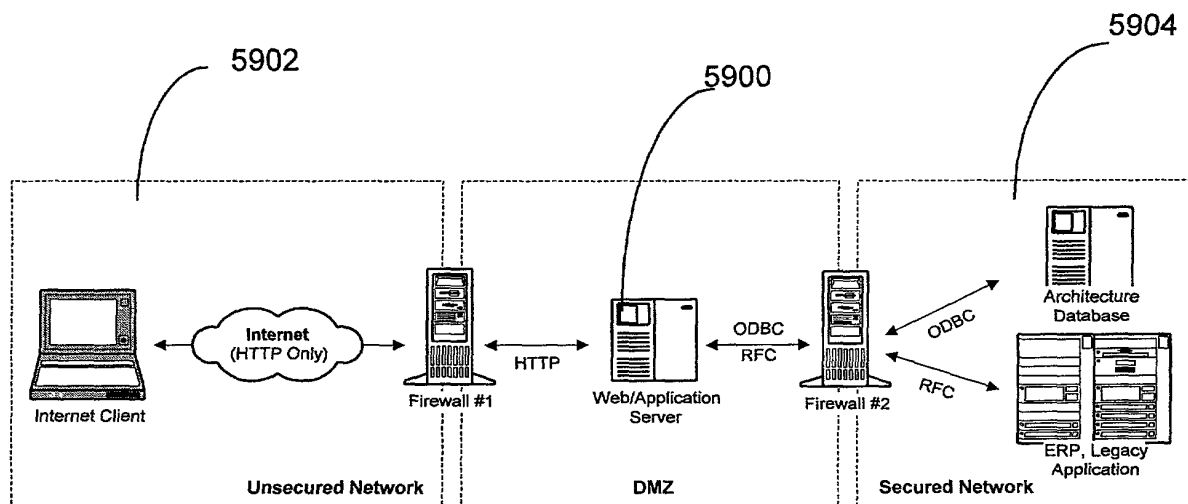 5902
5900
5904
Internet
(HTTP Only)
Internet Client
Firewall #1
HTTP
Web/Application
Server
ODBC
RFC
Firewall #2
ODBC
RFC
Architecture
Database
ERP, Legacy
Application
Unsecured Network
DMZ
Secured Network